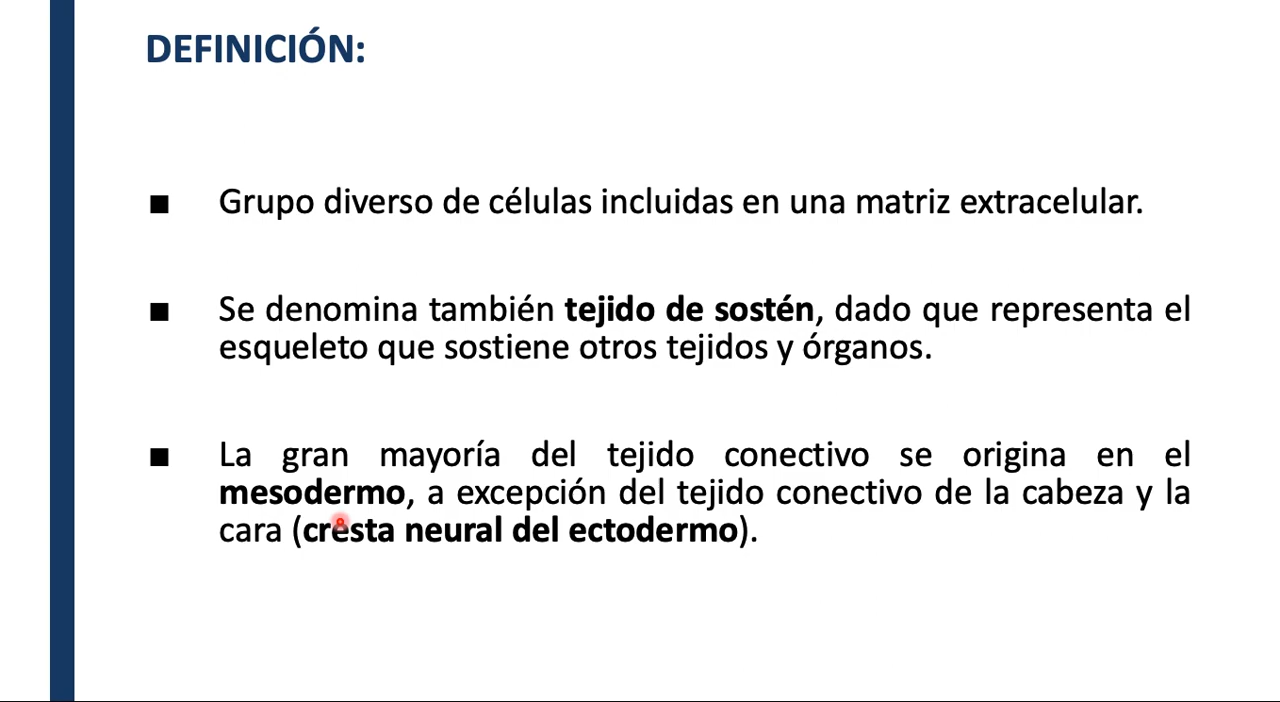 DEFINICIÓN:
■ Grupo diverso de células incluidas en una matriz extracelular.
■ Se denomina también tejido de sostén, dado que representa el
esqueleto que sostiene otros tejidos y órganos.
■ La gran mayoría del tejido conectivo se origina en el
mesodermo, a excepción del tejido conectivo de la cabeza y la
cara (cresta neural del ectodermo).